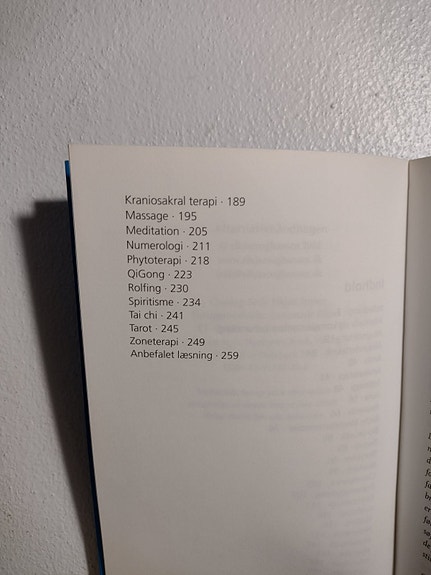 Kraniosakral terapi · 189
Massage · 195
Meditation · 205
Numerologi · 211
Phytoterapi · 218
QiGong · 223
Rolfing · 230
Spiritisme · 234
Tai chi · 241
Tarot · 245
Zoneterapi · 249
Anbefalet læsning · 259